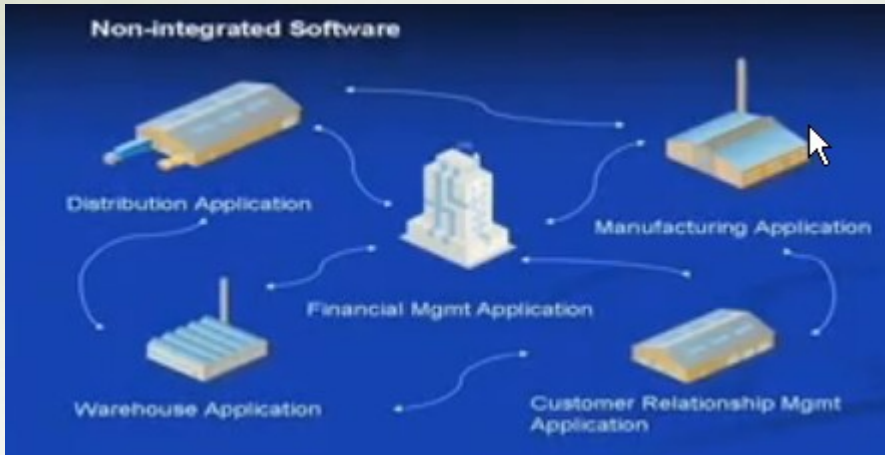 Non-integrated Software
Distribution Application
Manufacturing Application
Financial Mgmt Application
Warehouse Application
Customer Relationship Mgmt
Application